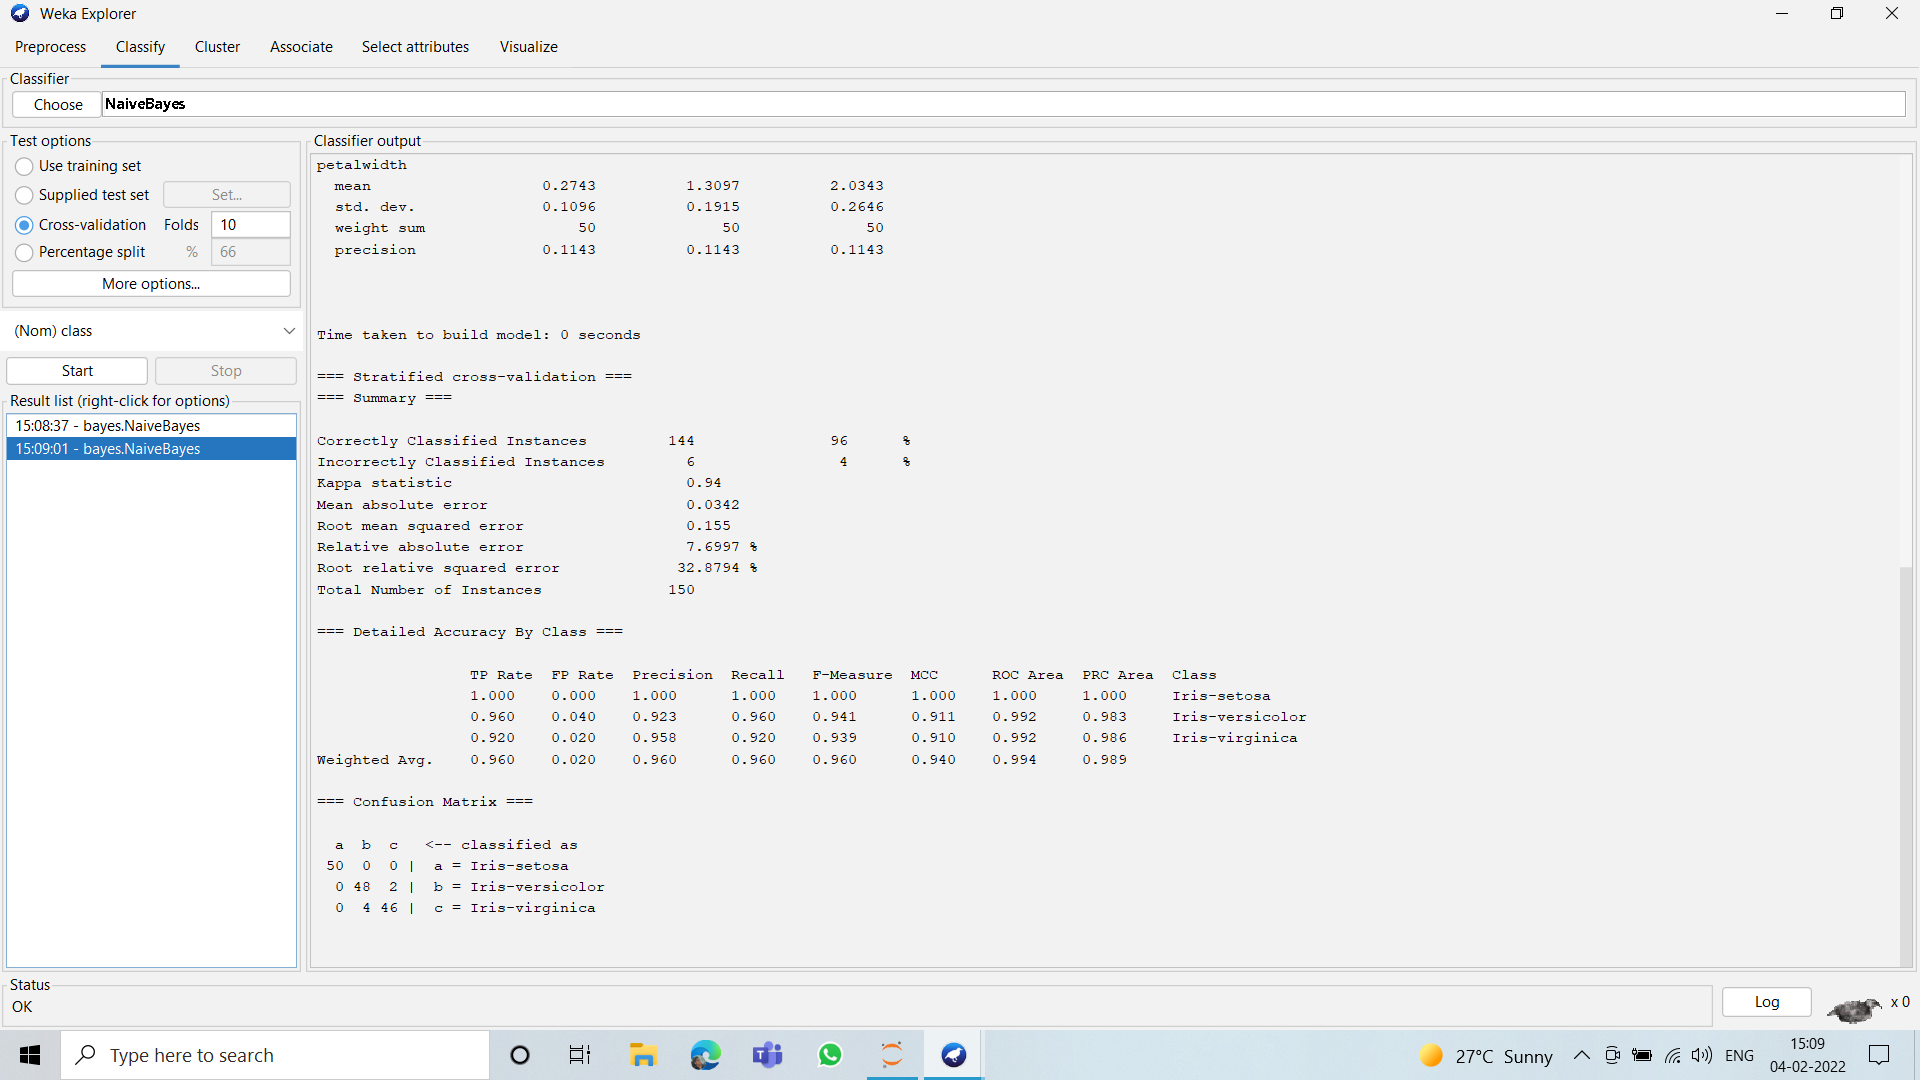 Weka Explorer
Preprocess Classify Cluster Associate Select attributes Visualize
Classifier
Choose NaiveBayes
Test options
Use training set
Supplied test set Set...
Cross-validation Folds 10
Percentage split % 66
More options...
(Nom) class
Start Stop
Result list (right-click for options)
15:08:37 - bayes.NaiveBayes
15:09:01 - bayes.NaiveBayes
Classifier output
petalwidth
mean 0.2743 1.3097 2.0343
std. dev. 0.1096 0.1915 0.2646
weight sum 50 50 50
precision 0.1143 0.1143 0.1143
Time taken to build model: 0 seconds
=== Stratified cross-validation ===
=== Summary ===
Correctly Classified Instances 144 96 %
Incorrectly Classified Instances 6 4 %
Kappa statistic 0.94
Mean absolute error 0.0342
Root mean squared error 0.155
Relative absolute error 7.6997 %
Root relative squared error 32.8794 %
Total Number of Instances 150
=== Detailed Accuracy By Class ===
TP Rate FP Rate Precision Recall F-Measure MCC ROC Area PRC Area Class
1.000 0.000 1.000 1.000 1.000 1.000 1.000 1.000 Iris-setosa
0.960 0.040 0.923 0.960 0.941 0.911 0.992 0.983 Iris-versicolor
0.920 0.020 0.958 0.920 0.939 0.910 0.992 0.986 Iris-virginica
Weighted Avg. 0.960 0.020 0.960 0.960 0.960 0.940 0.994 0.989
=== Confusion Matrix ===
a b c <-- classified as
50 0 0 | a = Iris-setosa
0 48 2 | b = Iris-versicolor
0 4 46 | c = Iris-virginica
Status
OK
Log x 0
Type here to search
27°C Sunny
ENG
15:09
04-02-2022